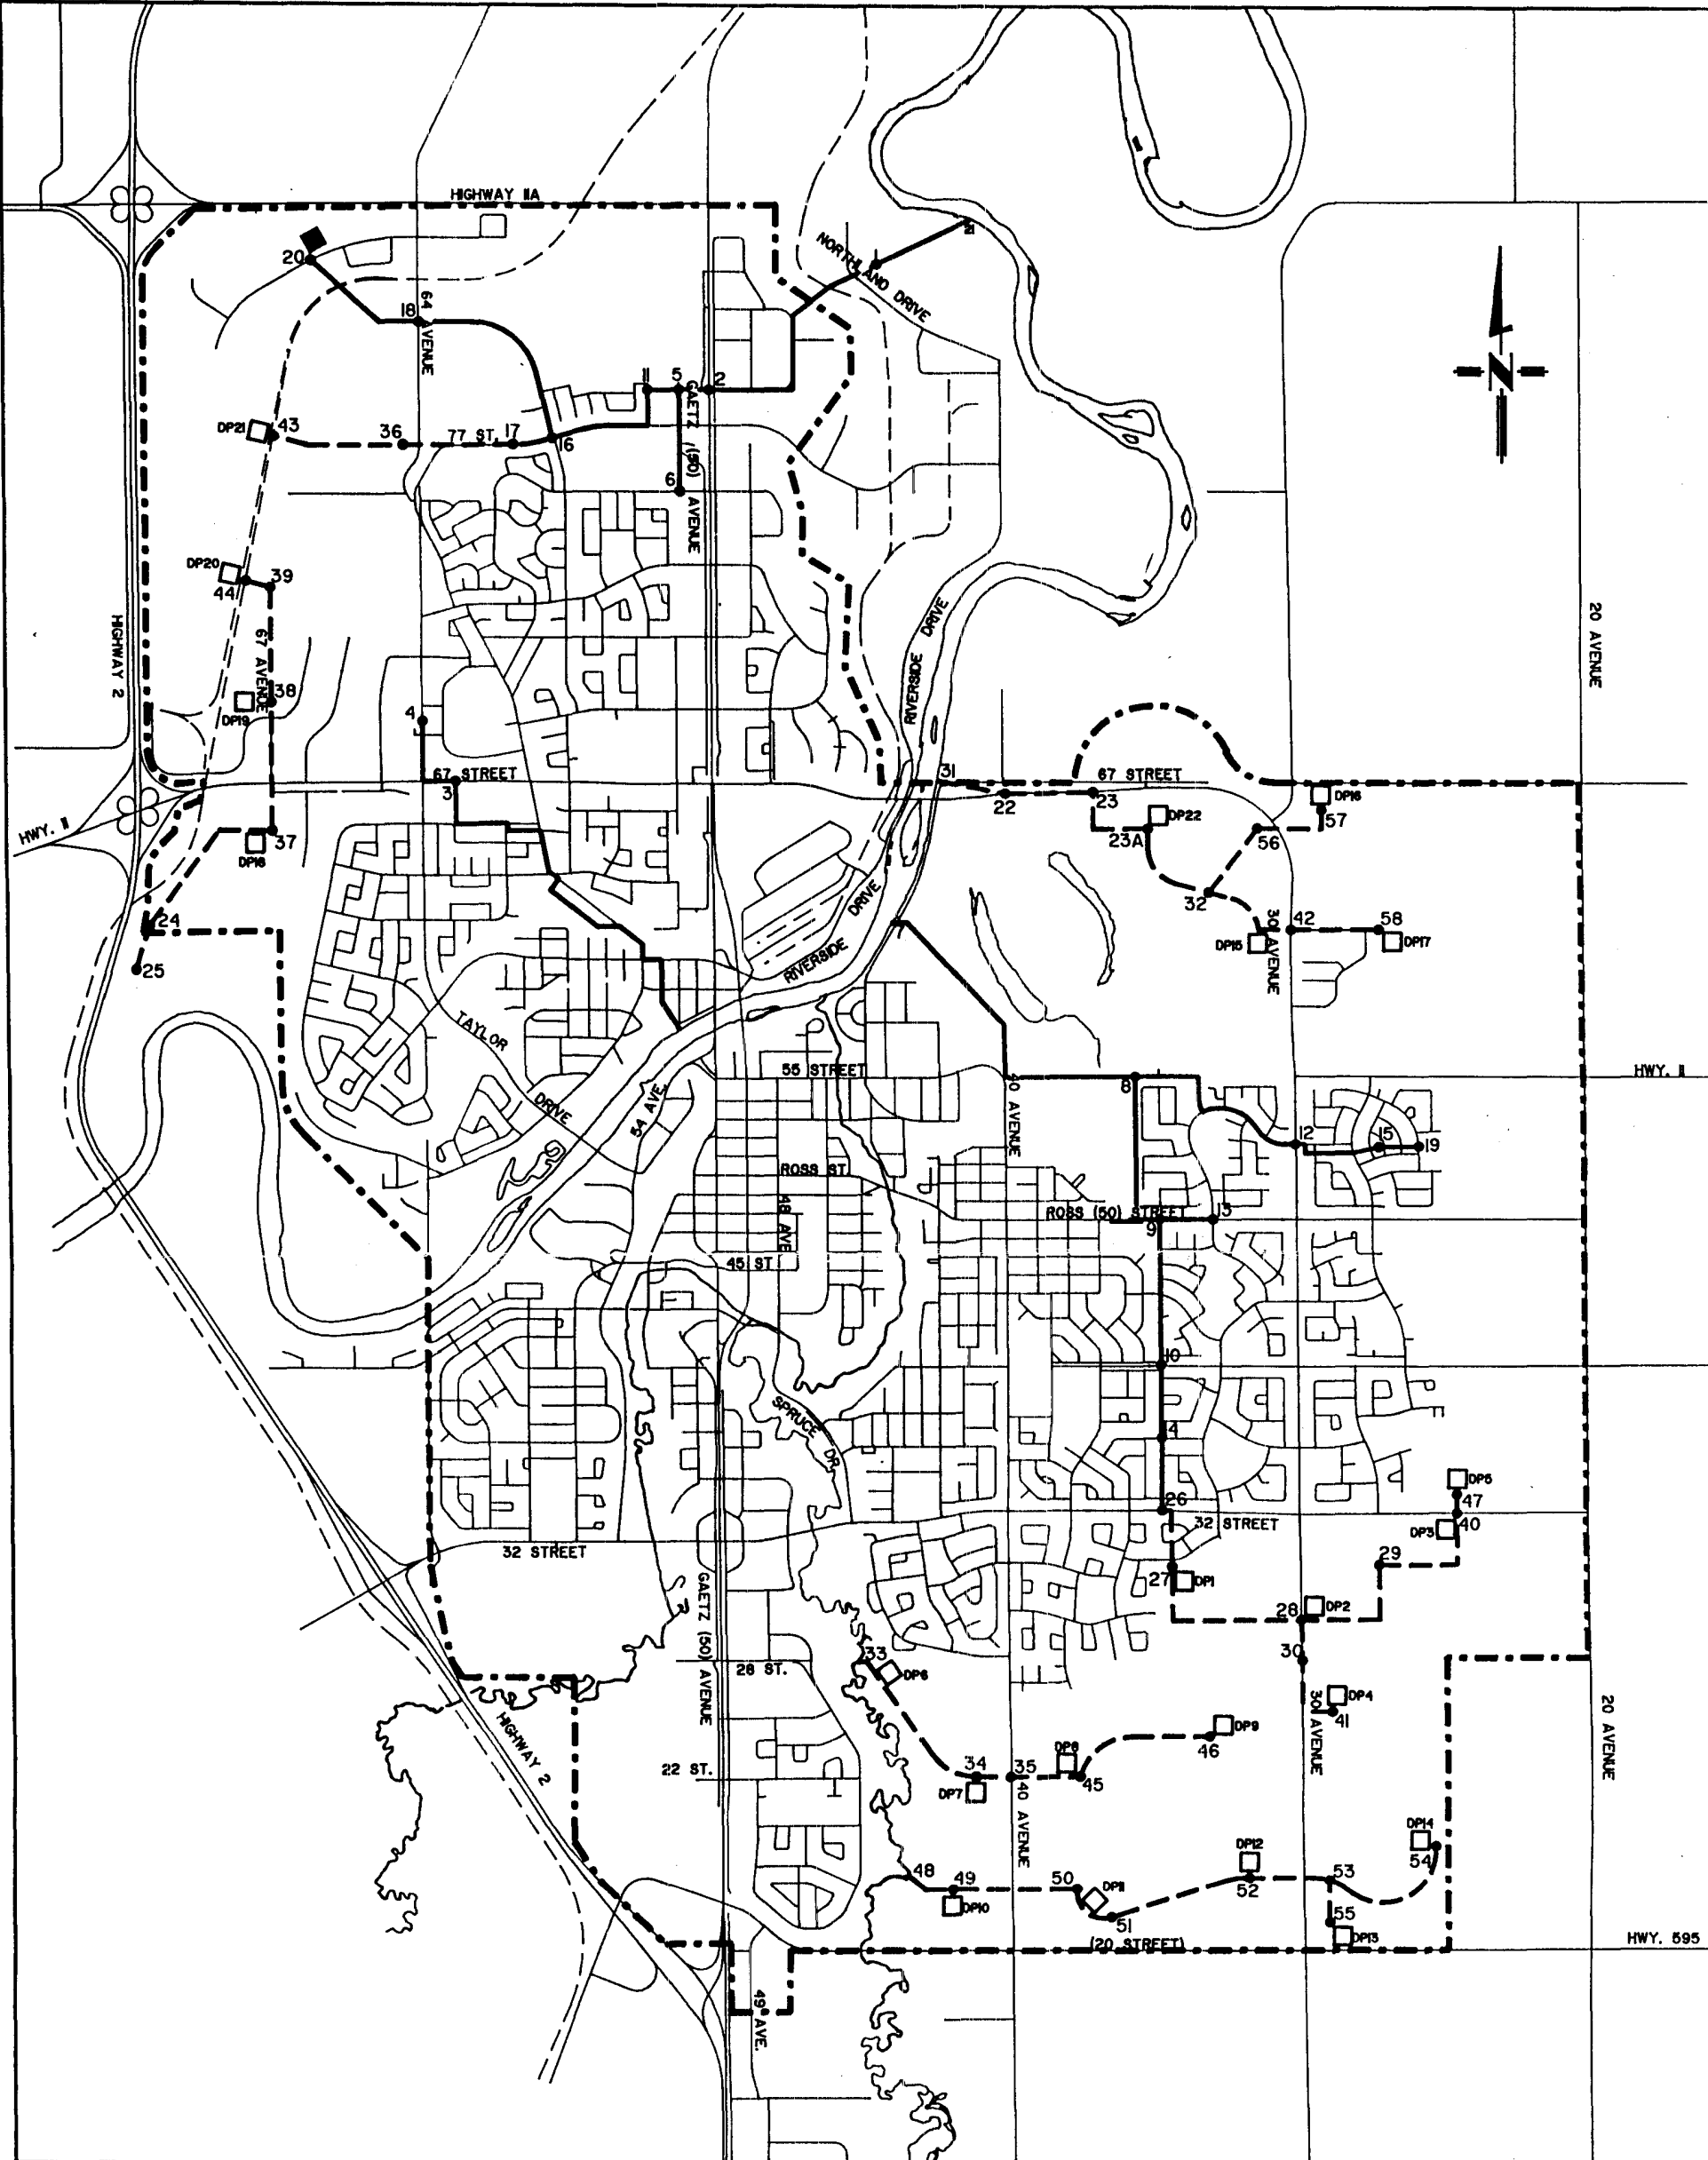 HIGHWAY 11A
NORTHLAND DRIVE
21
20
64 AVENUE
18
11
5
2
GAETZ (50) AVENUE
N
DP21
43
36
77 ST.
17
16
6
DP20
39
44
HIGHWAY 2
67 AVENUE
38
DP19
4
RIVERSIDE DRIVE
20 AVENUE
67 STREET
3
31
67 STREET
22
23
DP16
57
DP22
23A
56
HWY. 11
37
DP18
32
24
25
RIVERSIDE DRIVE
30 AVENUE
42
58
DP15
DP17
TAYLOR DRIVE
54 AVE.
55 STREET
40 AVENUE
8
HWY. 11
12
15
19
ROSS ST.
48 AVE
ROSS (50) STREET
9
13
45 ST
10
SPRUCE DR.
14
26
32 STREET
DP5
47
DP3
40
32 STREET
29
27
DP1
28
DP2
GAETZ (50) AVENUE
30
28 ST.
33
DP6
30 AVENUE
DP4
41
HIGHWAY 2
DP9
46
20 AVENUE
22 ST.
34
35
DP8
45
DP7
40 AVENUE
DP14
54
DP12
48
49
50
DP11
52
53
DP10
51
55
DP13
(20 STREET)
HWY. 595
49 AVE.